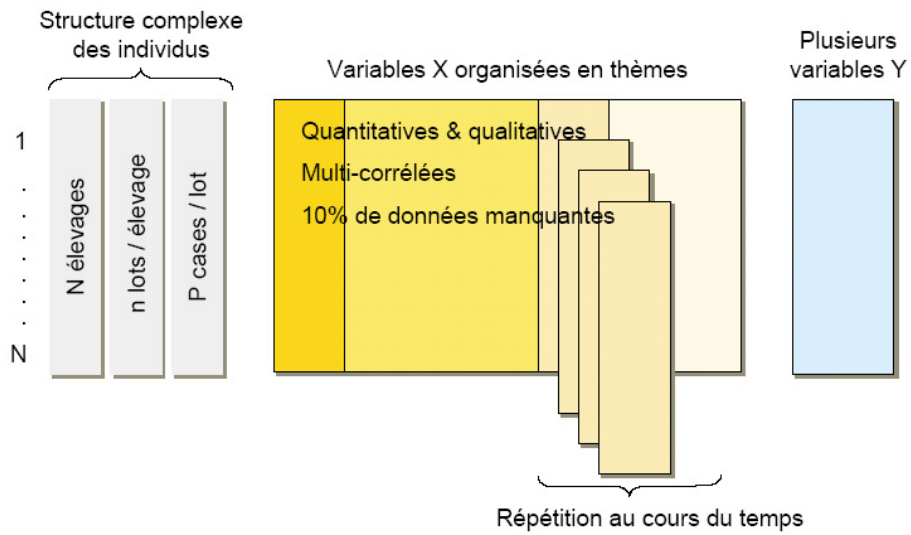 Structure complexe
des individus
Variables X organisées en thèmes
Plusieurs
variables Y
1
N
N élevages
n lots / élevage
P cases / lot
Quantitatives & qualitatives
Multi-corrélées
10% de données manquantes
Répétition au cours du temps